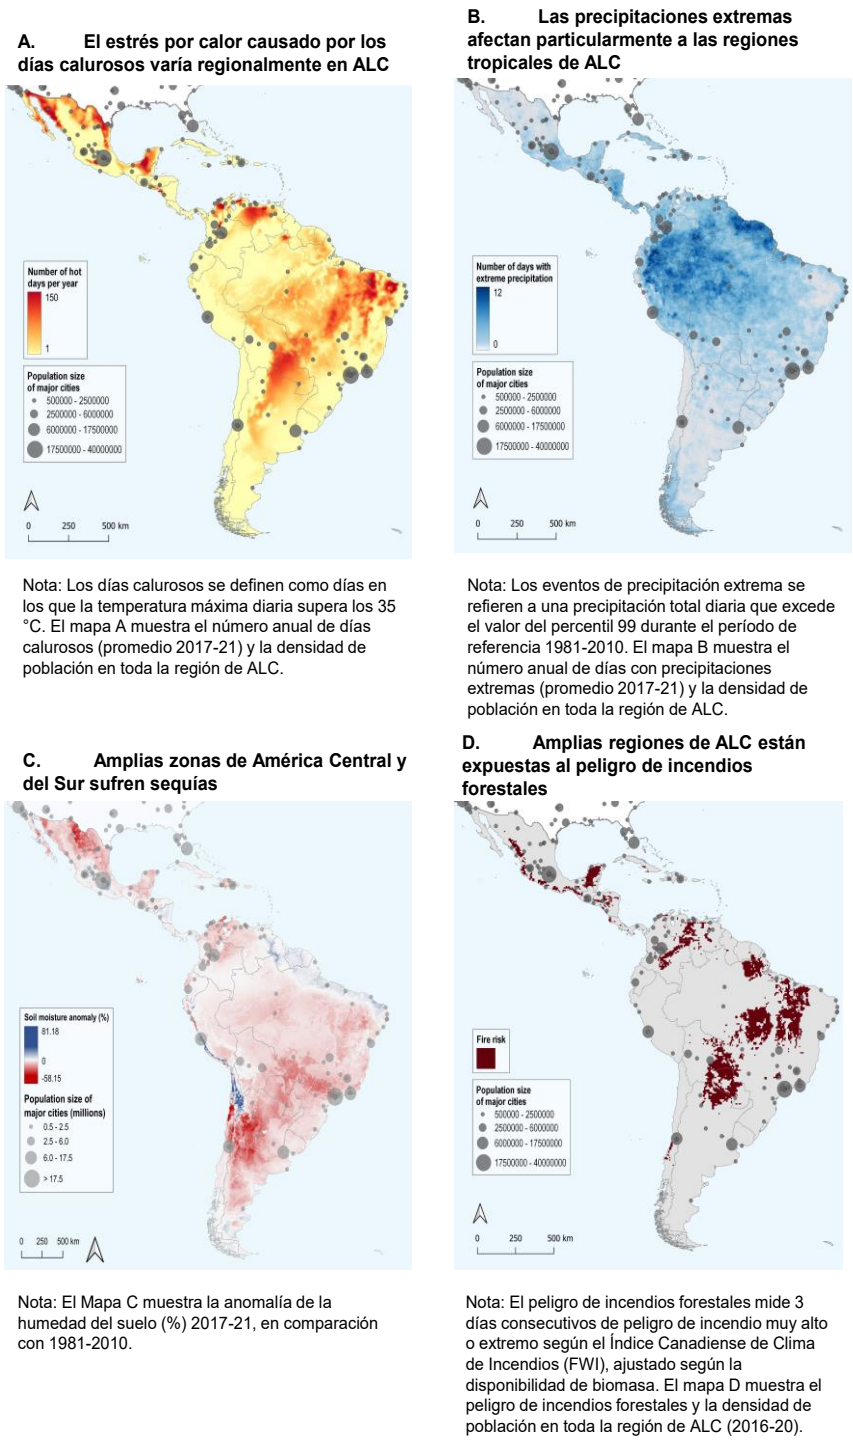 A. El estrés por calor causado por los
días calurosos varía regionalmente en ALC
Number of hot
days per year
150
1
Population size
of major cities
500000 - 2500000
2500000 - 6000000
6000000 - 17500000
17500000 - 40000000
0 250 500 km
Nota: Los días calurosos se definen como días en
los que la temperatura máxima diaria supera los 35
°C. El mapa A muestra el número anual de días
calurosos (promedio 2017-21) y la densidad de
población en toda la región de ALC.
B. Las precipitaciones extremas
afectan particularmente a las regiones
tropicales de ALC
Number of days with
extreme precipitation
12
0
Population size
of major cities
500000 - 2500000
2500000 - 6000000
6000000 - 17500000
17500000 - 40000000
0 250 500 km
Nota: Los eventos de precipitación extrema se
refieren a una precipitación total diaria que excede
el valor del percentil 99 durante el período de
referencia 1981-2010. El mapa B muestra el
número anual de días con precipitaciones
extremas (promedio 2017-21) y la densidad de
población en toda la región de ALC.
C. Amplias zonas de América Central y
del Sur sufren sequías
Soil moisture anomaly (%)
81.18
0
-58.15
Population size of
major cities (millions)
0.5 - 2.5
2.5 - 6.0
6.0 - 17.5
> 17.5
0 250 500 km
Nota: El Mapa C muestra la anomalía de la
humedad del suelo (%) 2017-21, en comparación
con 1981-2010.
D. Amplias regiones de ALC están
expuestas al peligro de incendios
forestales
Fire risk
Population size
of major cities
500000 - 2500000
2500000 - 6000000
6000000 - 17500000
17500000 - 40000000
0 250 500 km
Nota: El peligro de incendios forestales mide 3
días consecutivos de peligro de incendio muy alto
o extremo según el Índice Canadiense de Clima
de Incendios (FWI), ajustado según la
disponibilidad de biomasa. El mapa D muestra el
peligro de incendios forestales y la densidad de
población en toda la región de ALC (2016-20).